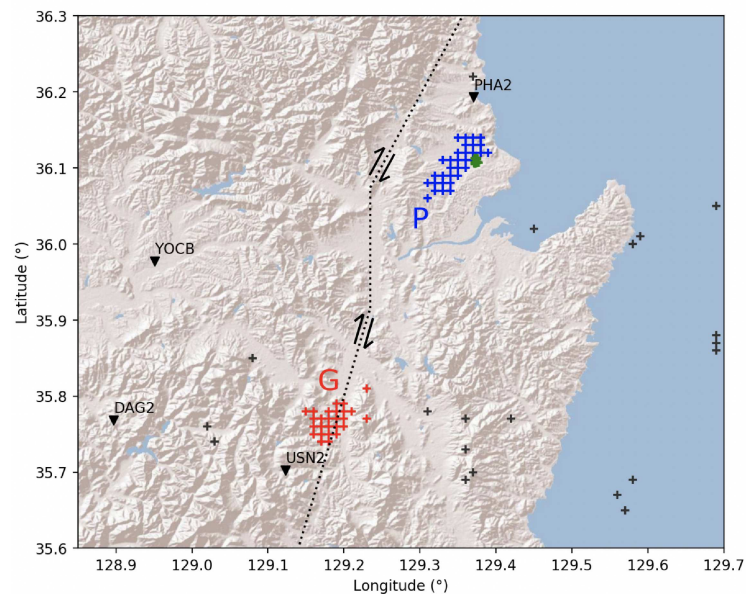 36.3
36.2
36.1
36.0
35.9
35.8
35.7
35.6
Latitude (°)
PHA2
P
YOCB
G
DAG2
USN2
128.9 129.0 129.1 129.2 129.3 129.4 129.5 129.6 129.7
Longitude (°)